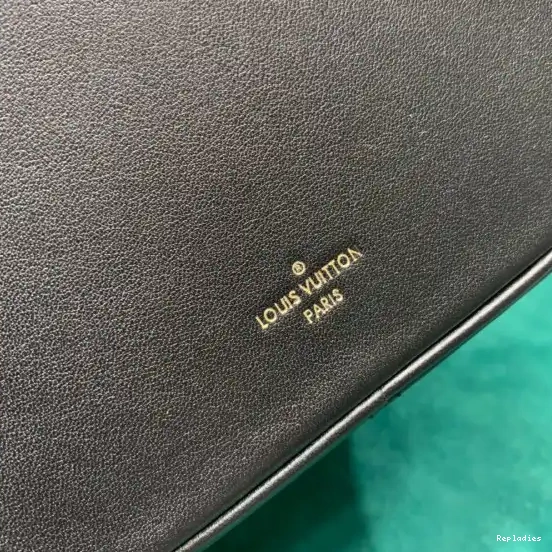 ®
LOUIS VUITTON
PARIS
Repladies